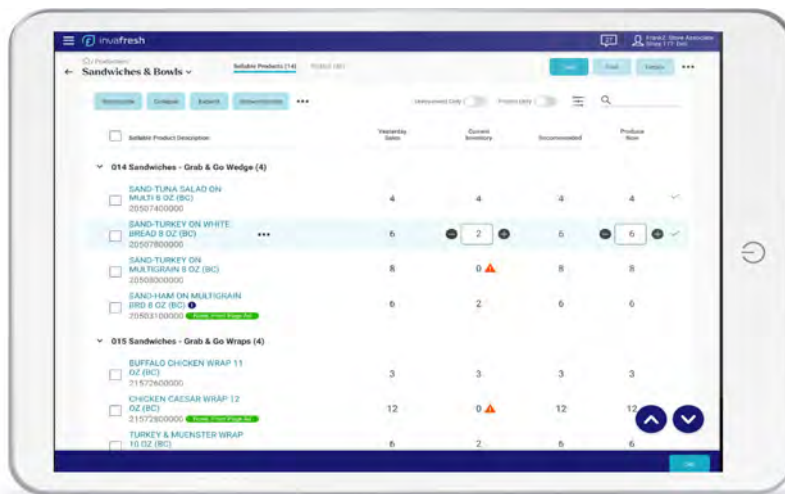 invafresh
27
Sandwiches & Bowls
Sellable Products (14)
Sellable Product Description
Yesterday Sales
Current Inventory
Recommended
Produce Now
014 Sandwiches - Grab & Go Wedge (4)
SAND-TUNA SALAD ON
MULTI 8 OZ (BC)
20507400000
4
4
4
4
SAND-TURKEY ON WHITE
BREAD 8 OZ (BC)
20507800000
6
2
6
6
SAND-TURKEY ON
MULTIGRAIN 8 OZ (BC)
20508000000
8
0
8
8
SAND-HAM ON MULTIGRAIN
BRD 8 OZ (BC)
20503100000
6
2
6
6
015 Sandwiches - Grab & Go Wraps (4)
BUFFALO CHICKEN WRAP 11
OZ (BC)
21572600000
3
3
3
3
CHICKEN CAESAR WRAP 12
OZ (BC)
21572800000
12
0
12
12
TURKEY & MUENSTER WRAP
10 OZ (BC)
6
2
6
6